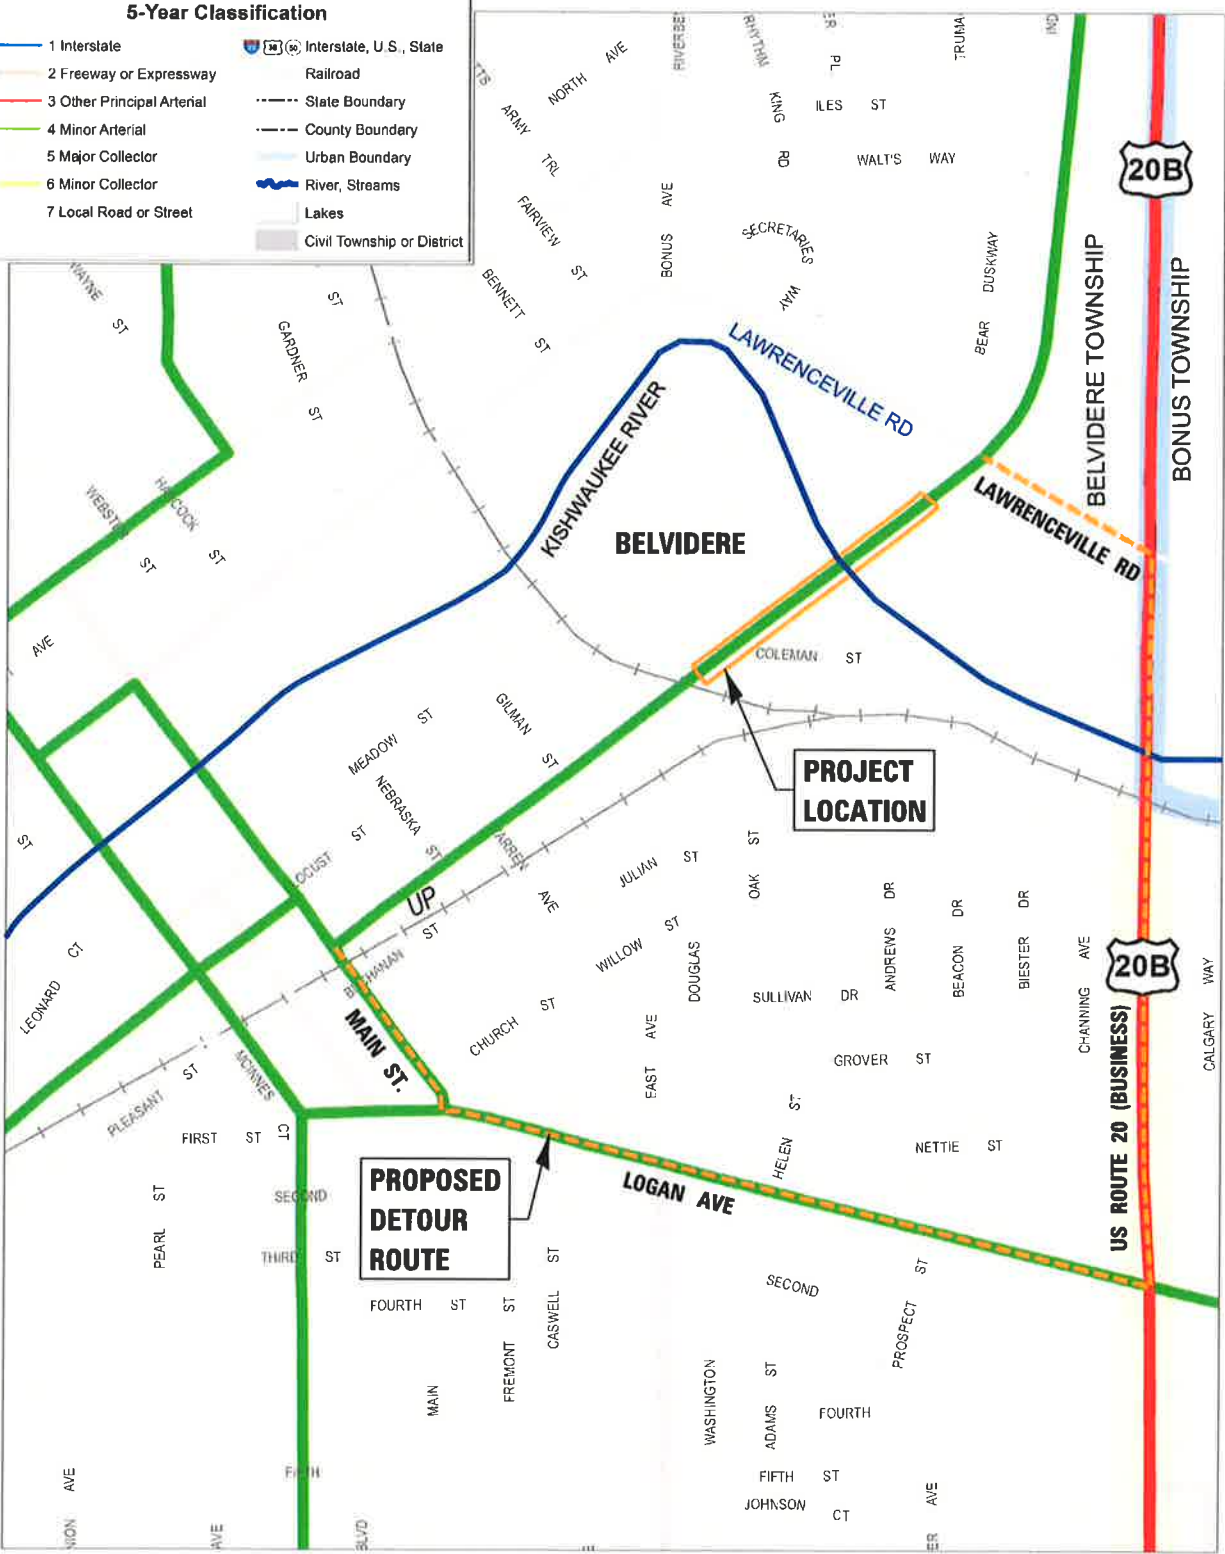 5-Year Classification
1 Interstate
2 Freeway or Expressway
3 Other Principal Arterial
4 Minor Arterial
5 Major Collector
6 Minor Collector
7 Local Road or Street
38 50 Interstate, U.S., State
Railroad
State Boundary
County Boundary
Urban Boundary
River, Streams
Lakes
Civil Township or District
NORTH AVE
ARMY TRL
FAIRVIEW ST
BENNETT ST
BONUS AVE
RHYTHM
KING RD
PL
ILES ST
WALT'S WAY
SECRETARIES WAY
BEAR DUSKWAY
20B
BELVIDERE TOWNSHIP
BONUS TOWNSHIP
WAYNE ST
GARDNER ST
ST
LAWRENCEVILLE RD
KISHWAUKEE RIVER
BELVIDERE
LAWRENCEVILLE RD
WEBSTER ST
HANCOCK ST
AVE
COLEMAN ST
GILMAN ST
MEADOW ST
NEBRASKA ST
PROJECT
LOCATION
ST
LOCUST ST
UP
WARREN AVE
JULIAN ST
OAK ST
WILLOW ST
DOUGLAS
ANDREWS DR
BEACON DR
BIESTER DR
CHANNING AVE
20B
CALGARY WAY
LEONARD CT
BUCHANAN ST
MAIN ST.
CHURCH ST
SULLIVAN DR
EAST AVE
GROVER ST
US ROUTE 20 (BUSINESS)
PLEASANT ST
MCINNES CT
FIRST ST
HELEN ST
NETTIE ST
PROPOSED
DETOUR
ROUTE
LOGAN AVE
PEARL ST
SECOND
THIRD ST
FOURTH ST
FREMONT ST
CASWELL ST
MAIN
SECOND
PROSPECT ST
WASHINGTON
ADAMS ST
FOURTH
FIFTH
FIFTH ST
JOHNSON CT
AVE
AVE
BLVD
AVE